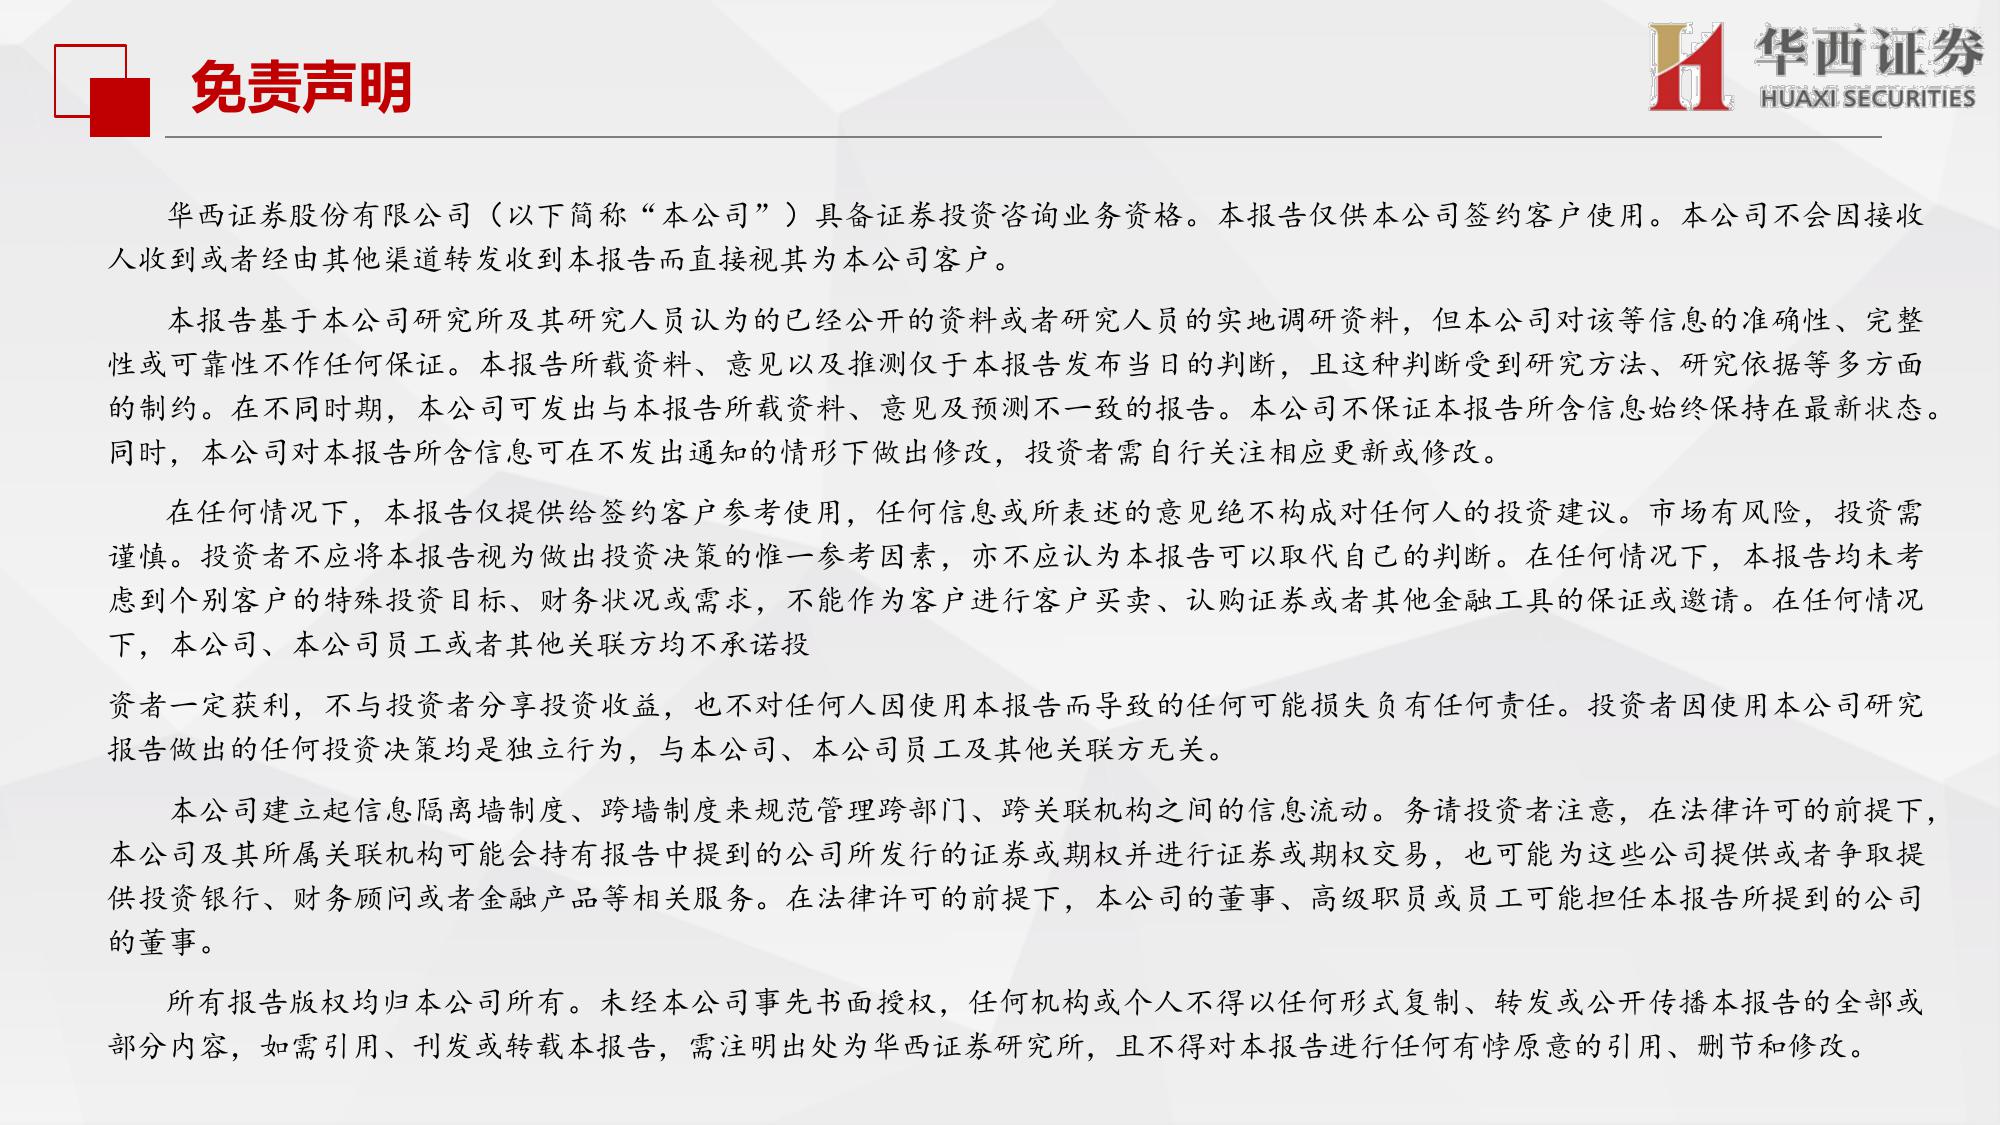 免责声明
华西证券
HUAXI SECURITIES
华西证券股份有限公司（以下简称“本公司”）具备证券投资咨询业务资格。本报告仅供本公司签约客户使用。本公司不会因接收
人收到或者经由其他渠道转发收到本报告而直接视其为本公司客户。
本报告基于本公司研究所及其研究人员认为的已经公开的资料或者研究人员的实地调研资料，但本公司对该等信息的准确性、完整
性或可靠性不作任何保证。本报告所载资料、意见以及推测仅于本报告发布当日的判断，且这种判断受到研究方法、研究依据等多方面
的制约。在不同时期，本公司可发出与本报告所载资料、意见及预测不一致的报告。本公司不保证本报告所含信息始终保持在最新状态。
同时，本公司对本报告所含信息可在不发出通知的情形下做出修改，投资者需自行关注相应更新或修改。
在任何情况下，本报告仅提供给签约客户参考使用，任何信息或所表述的意见绝不构成对任何人的投资建议。市场有风险，投资需
谨慎。投资者不应将本报告视为做出投资决策的惟一参考因素，亦不应认为本报告可以取代自己的判断。在任何情况下，本报告均未考
虑到个别客户的特殊投资目标、财务状况或需求，不能作为客户进行客户买卖、认购证券或者其他金融工具的保证或邀请。在任何情况
下，本公司、本公司员工或者其他关联方均不承诺投
资者一定获利，不与投资者分享投资收益，也不对任何人因使用本报告而导致的任何可能损失负有任何责任。投资者因使用本公司研究
报告做出的任何投资决策均是独立行为，与本公司、本公司员工及其他关联方无关。
本公司建立起信息隔离墙制度、跨墙制度来规范管理跨部门、跨关联机构之间的信息流动。务请投资者注意，在法律许可的前提下，
本公司及其所属关联机构可能会持有报告中提到的公司所发行的证券或期权并进行证券或期权交易，也可能为这些公司提供或者争取提
供投资银行、财务顾问或者金融产品等相关服务。在法律许可的前提下，本公司的董事、高级职员或员工可能担任本报告所提到的公司
的董事。
所有报告版权均归本公司所有。未经本公司事先书面授权，任何机构或个人不得以任何形式复制、转发或公开传播本报告的全部或
部分内容，如需引用、刊发或转载本报告，需注明出处为华西证券研究所，且不得对本报告进行任何有悖原意的引用、删节和修改。